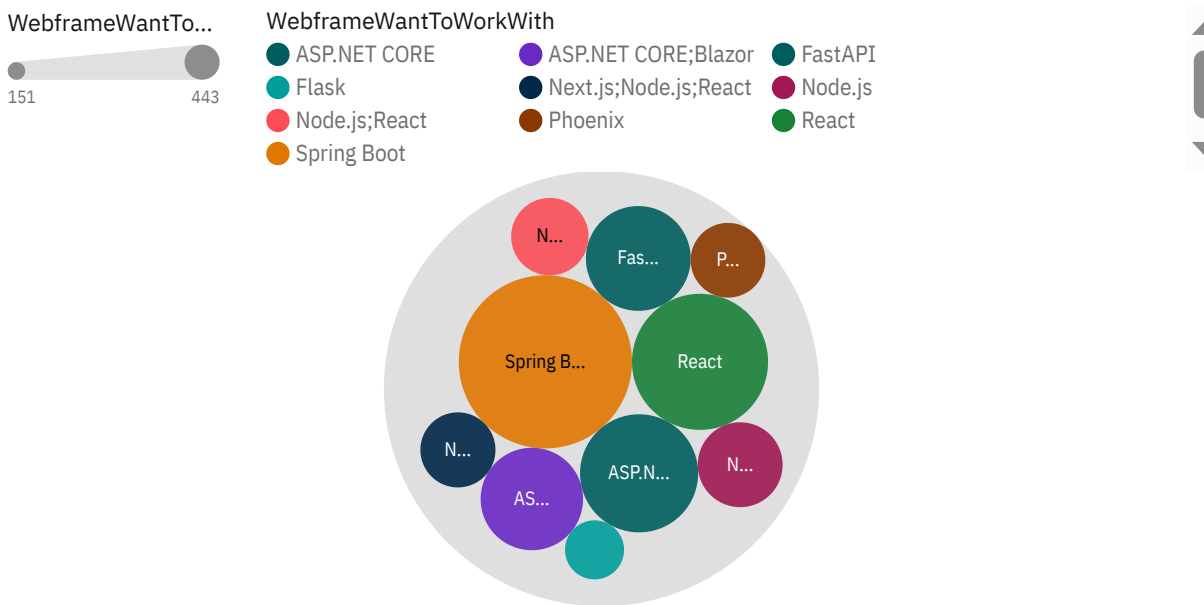 WebframeWantTo...
151
443
WebframeWantToWorkWith
ASP.NET CORE
ASP.NET CORE;Blazor
FastAPI
Flask
Next.js;Node.js;React
Node.js
Node.js;React
Phoenix
React
Spring Boot
N...
Fas...
P...
Spring B...
React
N...
AS...
ASP.N...
N...